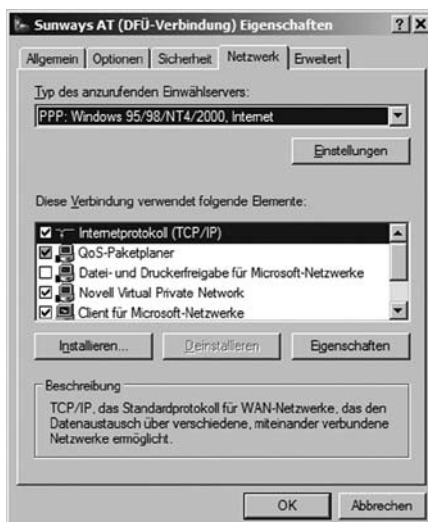 Sunways AT (DFÜ-Verbindung) Eigenschaften
Allgemein Optionen Sicherheit Netzwerk Erweitert
Typ des anzurufenden Einwählservers:
PPP: Windows 95/98/NT4/2000, Internet
Einstellungen
Diese Verbindung verwendet folgende Elemente:
Internetprotokoll (TCP/IP)
QoS-Paketplaner
Datei- und Druckerfreigabe für Microsoft-Netzwerke
Novell Virtual Private Network
Client für Microsoft-Netzwerke
Installieren... Deinstallieren Eigenschaften
Beschreibung
TCP/IP, das Standardprotokoll für WAN-Netzwerke, das den
Datenaustausch über verschiedene, miteinander verbundene
Netzwerke ermöglicht.
OK Abbrechen